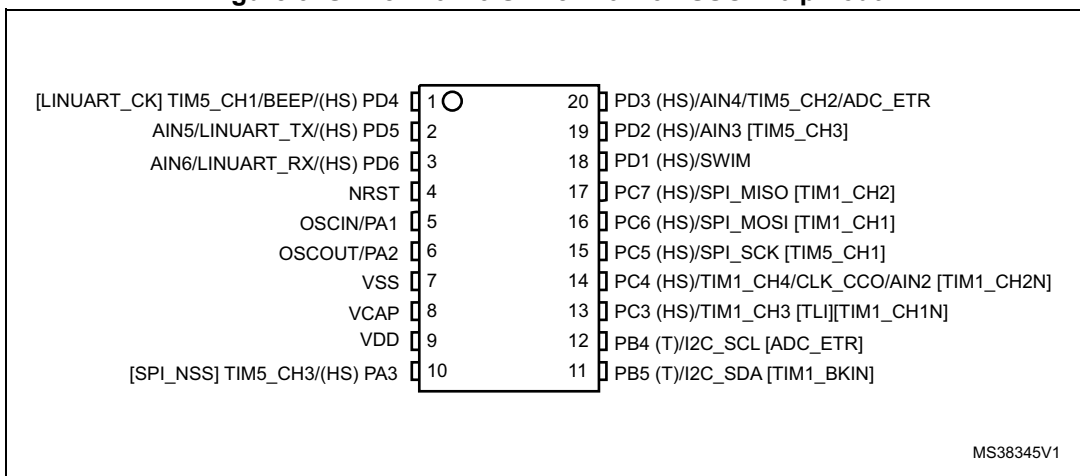 [LINUART_CK] TIM5_CH1/BEEP/(HS) PD4 1 20 PD3 (HS)/AIN4/TIM5_CH2/ADC_ETR
AIN5/LINUART_TX/(HS) PD5 2 19 PD2 (HS)/AIN3 [TIM5_CH3]
AIN6/LINUART_RX/(HS) PD6 3 18 PD1 (HS)/SWIM
NRST 4 17 PC7 (HS)/SPI_MISO [TIM1_CH2]
OSCIN/PA1 5 16 PC6 (HS)/SPI_MOSI [TIM1_CH1]
OSCOUT/PA2 6 15 PC5 (HS)/SPI_SCK [TIM5_CH1]
VSS 7 14 PC4 (HS)/TIM1_CH4/CLK_CCO/AIN2 [TIM1_CH2N]
VCAP 8 13 PC3 (HS)/TIM1_CH3 [TLI][TIM1_CH1N]
VDD 9 12 PB4 (T)/I2C_SCL [ADC_ETR]
[SPI_NSS] TIM5_CH3/(HS) PA3 10 11 PB5 (T)/I2C_SDA [TIM1_BKIN]
MS38345V1